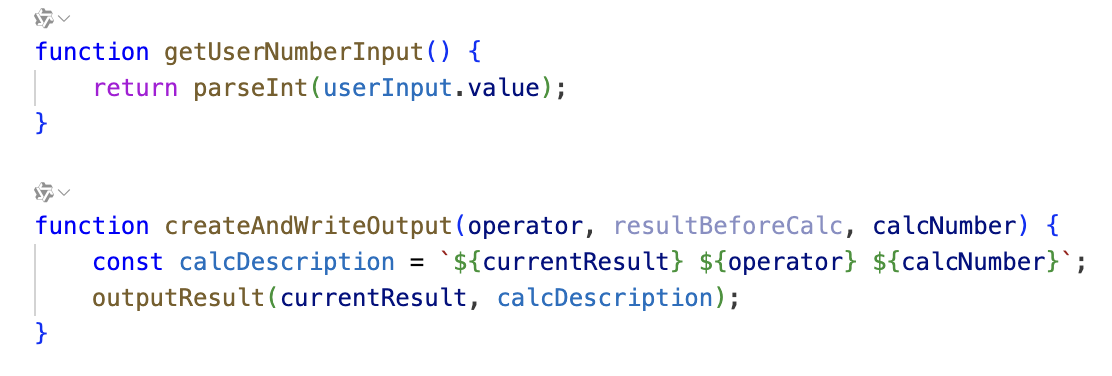 function getUserNumberInput() {
    return parseInt(userInput.value);
}
function createAndWriteOutput(operator, resultBeforeCalc, calcNumber) {
    const calcDescription = `${currentResult} ${operator} ${calcNumber}`;
    outputResult(currentResult, calcDescription);
}